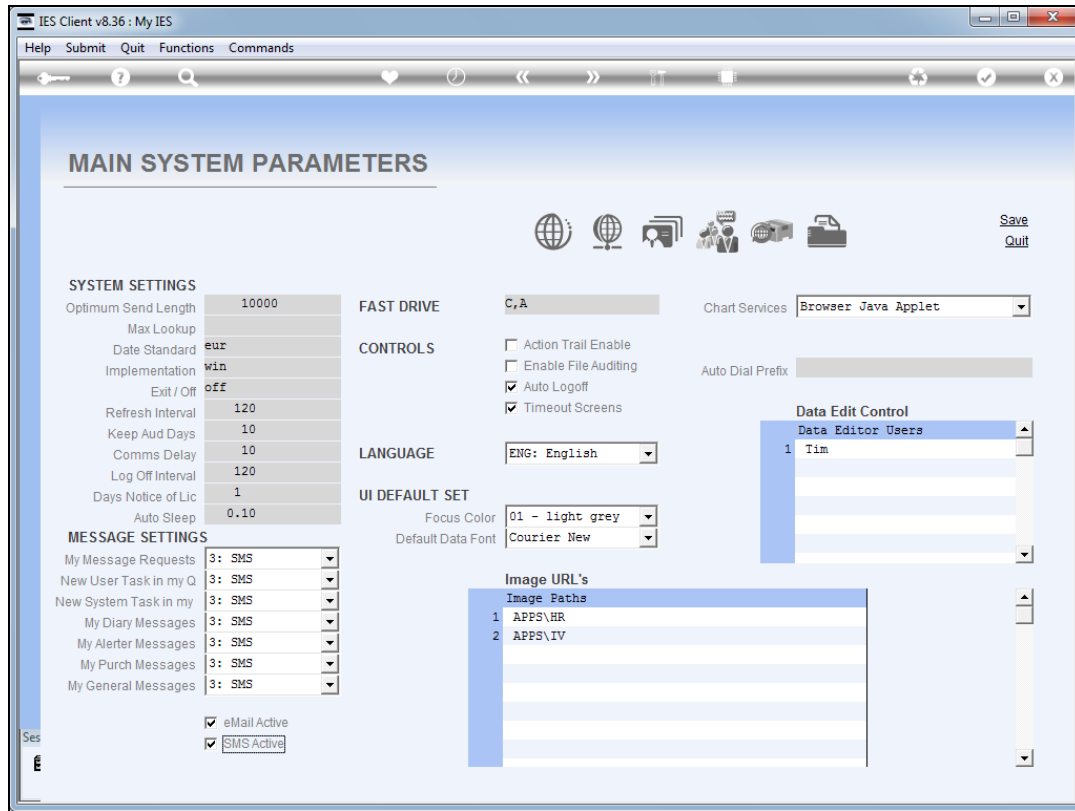 IES Client v8.36 : My IES
Help Submit Quit Functions Commands
MAIN SYSTEM PARAMETERS
Save
Quit
SYSTEM SETTINGS
Optimum Send Length 10000
Max Lookup
Date Standard eur
Implementation win
Exit / Off off
Refresh Interval 120
Keep Aud Days 10
Comms Delay 10
Log Off Interval 120
Days Notice of Lic 1
Auto Sleep 0.10
MESSAGE SETTINGS
My Message Requests 3: SMS
New User Task in my Q 3: SMS
New System Task in my 3: SMS
My Diary Messages 3: SMS
My Alerter Messages 3: SMS
My Purch Messages 3: SMS
My General Messages 3: SMS
eMail Active
SMS Active
FAST DRIVE C,A
CONTROLS
Action Trail Enable
Enable File Auditing
Auto Logoff
Timeout Screens
LANGUAGE ENG: English
UI DEFAULT SET
Focus Color 01 - light grey
Default Data Font Courier New
Chart Services Browser Java Applet
Auto Dial Prefix
Data Edit Control
Data Editor Users
1 Tim
Image URL's
Image Paths
1 APPS\HR
2 APPS\IV
Ses